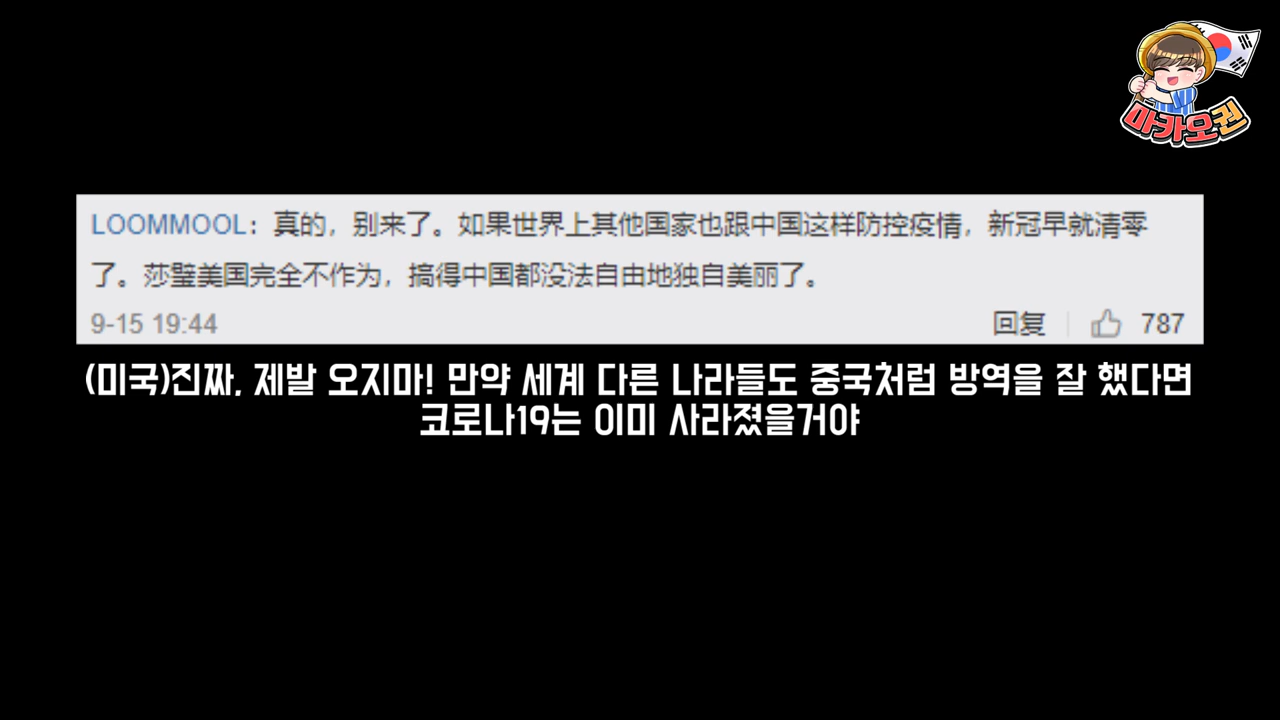 마카오권
LOOMMOOL：真的，别来了。如果世界上其他国家也跟中国这样防控疫情，新冠早就清零
了。莎璧美国完全不作为，搞得中国都没法自由地独自美丽了。
9-15 19:44 回复 787
(미국)진짜, 제발 오지마! 만약 세계 다른 나라들도 중국처럼 방역을 잘 했다면
코로나19는 이미 사라졌을거야